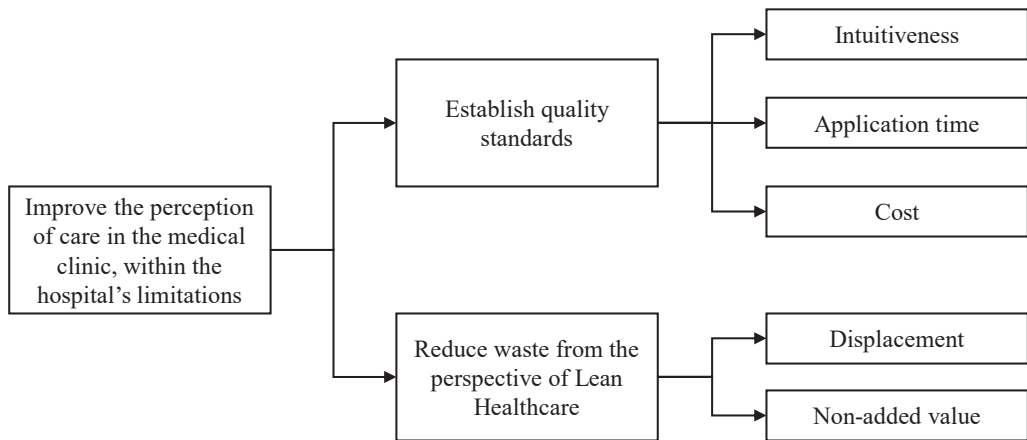 Improve the perception
of care in the medical
clinic, within the
hospital’s limitations
Establish quality
standards
Intuitiveness
Application time
Cost
Reduce waste from the
perspective of Lean
Healthcare
Displacement
Non-added value